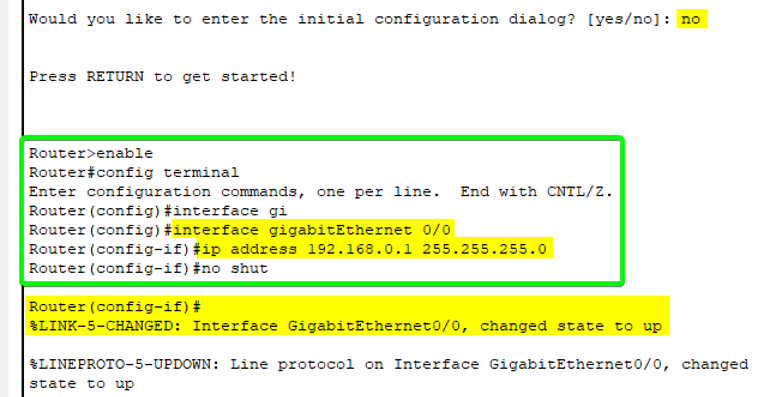 Would you like to enter the initial configuration dialog? [yes/no]: no
Press RETURN to get started!
Router>enable
Router#config terminal
Enter configuration commands, one per line.  End with CNTL/Z.
Router(config)#interface gi
Router(config)#interface gigabitEthernet 0/0
Router(config-if)#ip address 192.168.0.1 255.255.255.0
Router(config-if)#no shut
Router(config-if)#
%LINK-5-CHANGED: Interface GigabitEthernet0/0, changed state to up
%LINEPROTO-5-UPDOWN: Line protocol on Interface GigabitEthernet0/0, changed
state to up